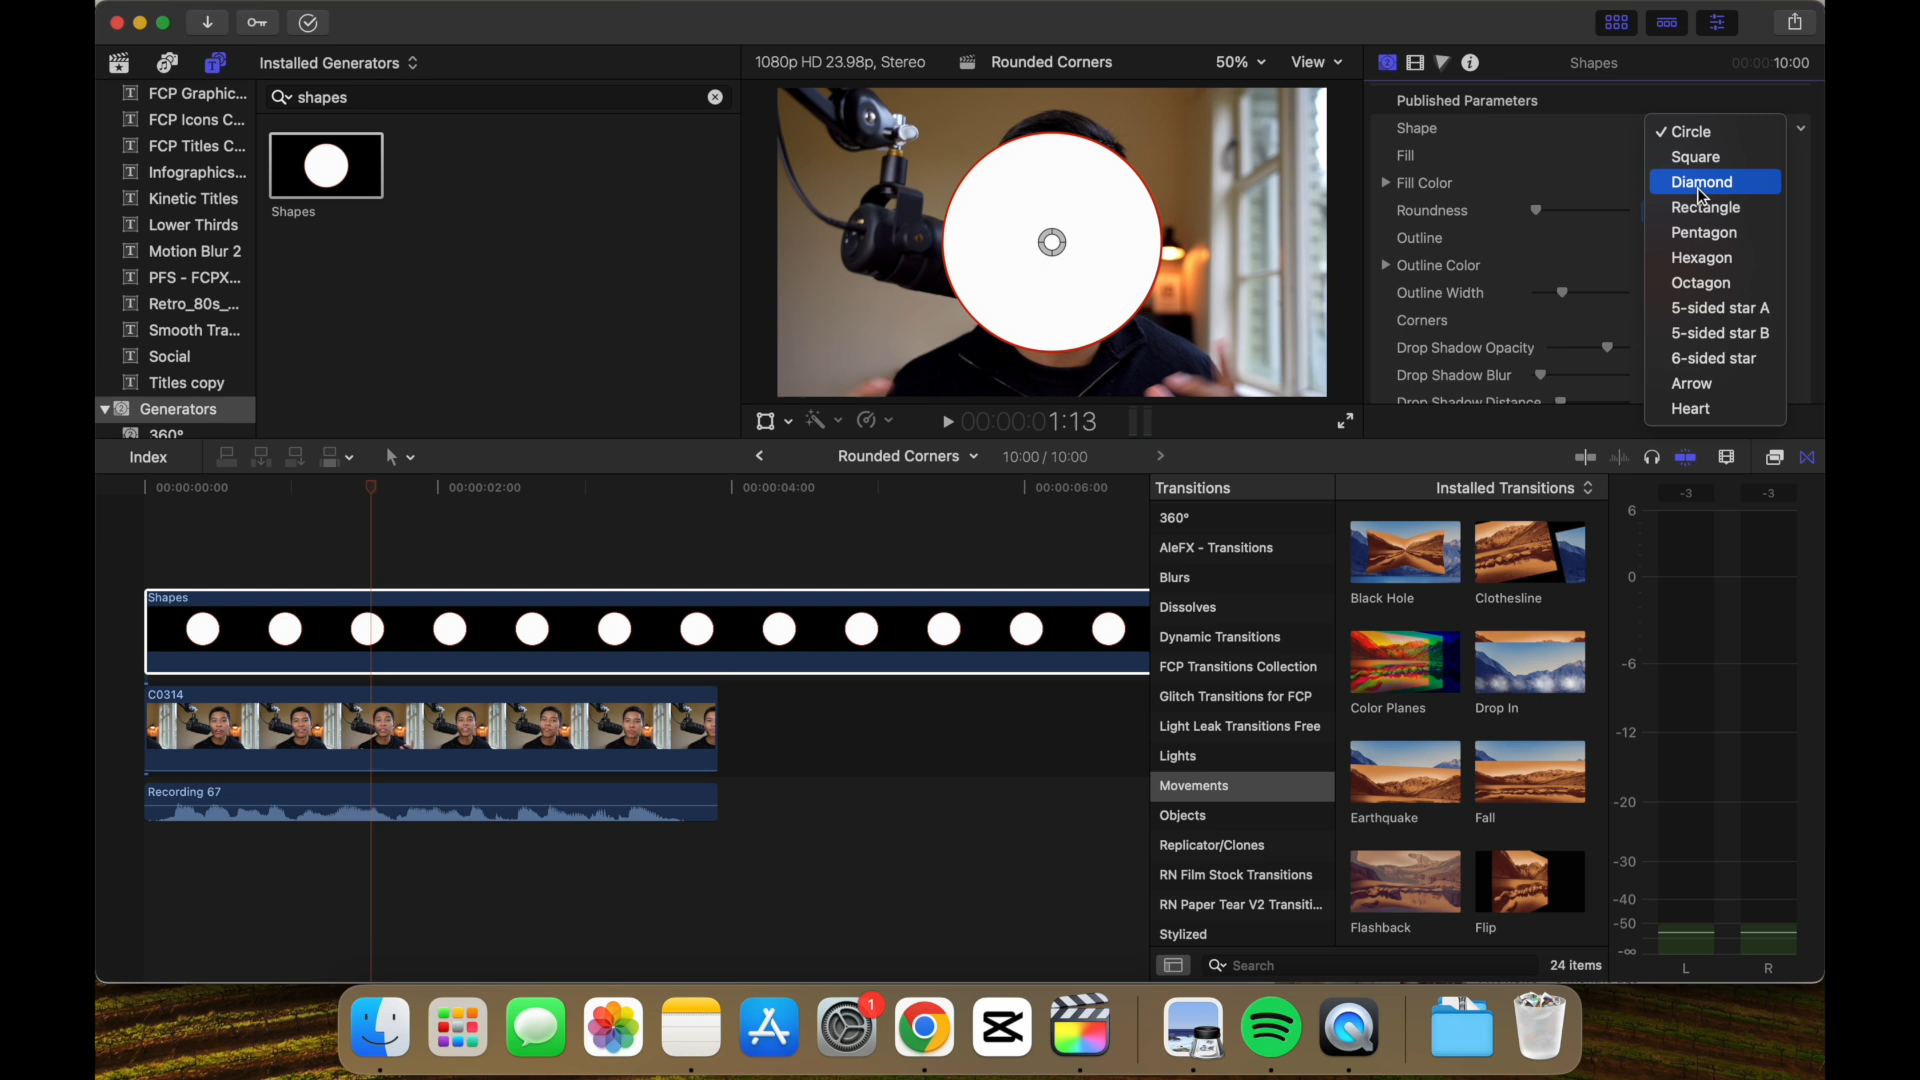 Installed Generators
1080p HD 23.98p, Stereo
Rounded Corners
50%
View
Shapes
00:00:10:00
FCP Graphic...
FCP Icons C...
FCP Titles C...
Infographics...
Kinetic Titles
Lower Thirds
Motion Blur 2
PFS - FCPX...
Retro_80s_...
Smooth Tra...
Social
Titles copy
Generators
360°
shapes
Shapes
Published Parameters
Shape
Fill
Fill Color
Roundness
Outline
Outline Color
Outline Width
Corners
Drop Shadow Opacity
Drop Shadow Blur
Drop Shadow Distance
✓ Circle
Square
Diamond
Rectangle
Pentagon
Hexagon
Octagon
5-sided star A
5-sided star B
6-sided star
Arrow
Heart
00:00:01:13
Index
Rounded Corners
10:00 / 10:00
00:00:00:00
00:00:02:00
00:00:04:00
00:00:06:00
Shapes
C0314
Recording 67
Transitions
Installed Transitions
360°
AleFX - Transitions
Blurs
Dissolves
Dynamic Transitions
FCP Transitions Collection
Glitch Transitions for FCP
Light Leak Transitions Free
Lights
Movements
Objects
Replicator/Clones
RN Film Stock Transitions
RN Paper Tear V2 Transiti...
Stylized
Black Hole
Clothesline
Color Planes
Drop In
Earthquake
Fall
Flashback
Flip
Search
24 items
-3
-3
6
0
-6
-12
-20
-30
-40
-50
-∞
L
R
1